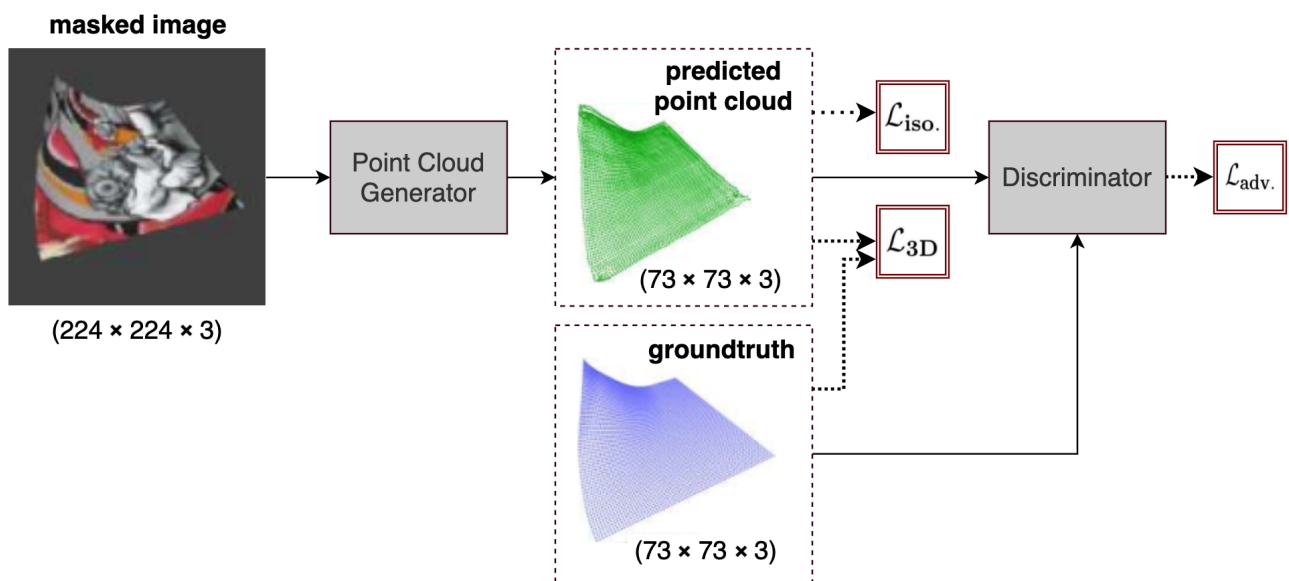 masked image
(224 × 224 × 3)
Point Cloud
Generator
predicted
point cloud
(73 × 73 × 3)
groundtruth
(73 × 73 × 3)
ℒiso.
ℒ3D
Discriminator
ℒadv.